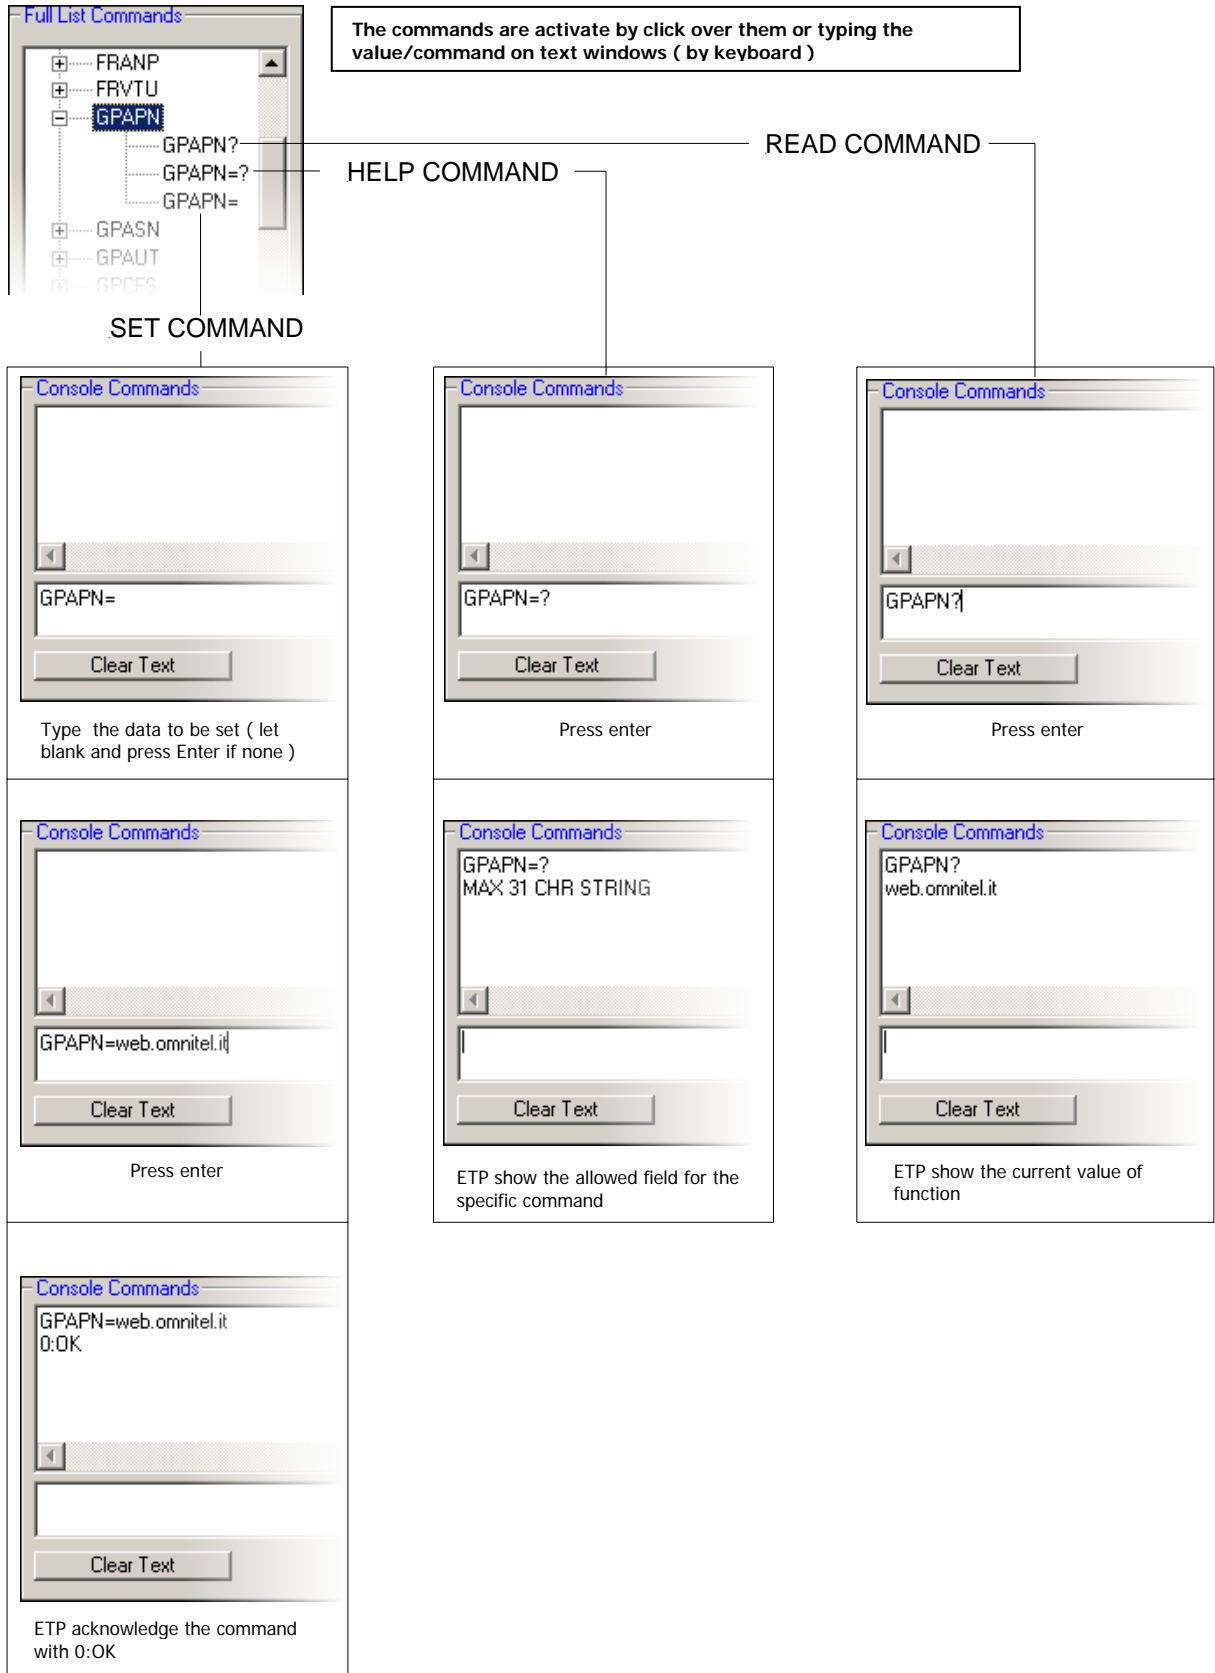 Full List Commands
The commands are activate by click over them or typing the
value/command on text windows ( by keyboard )
FRANP
FRVTU
GPAPN
GPAPN?
GPAPN=?
GPAPN=
GPASN
GPAUT
GPCFS
READ COMMAND
HELP COMMAND
SET COMMAND
Console Commands
GPAPN=
Clear Text
Type the data to be set ( let
blank and press Enter if none )
Console Commands
GPAPN=?
Clear Text
Press enter
Console Commands
GPAPN?
Clear Text
Press enter
Console Commands
GPAPN=web.omnitel.it
Clear Text
Press enter
Console Commands
GPAPN=?
MAX 31 CHR STRING
Clear Text
ETP show the allowed field for the
specific command
Console Commands
GPAPN?
web.omnitel.it
Clear Text
ETP show the current value of
function
Console Commands
GPAPN=web.omnitel.it
0:OK
Clear Text
ETP acknowledge the command
with 0:OK